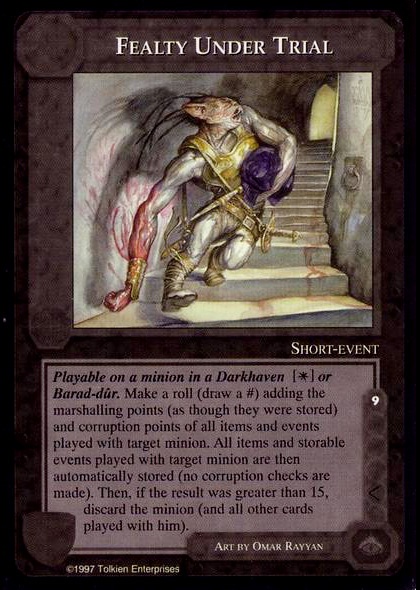 FEALTY UNDER TRIAL
SHORT-EVENT
Playable on a minion in a Darkhaven [✶] or
Barad-dûr. Make a roll (draw a #) adding the
marshalling points (as though they were stored)
and corruption points of all items and events
played with target minion. All items and storable
events played with target minion are then
automatically stored (no corruption checks are
made). Then, if the result was greater than 15,
discard the minion (and all other cards
played with him).
9
ART BY OMAR RAYYAN
©1997 Tolkien Enterprises